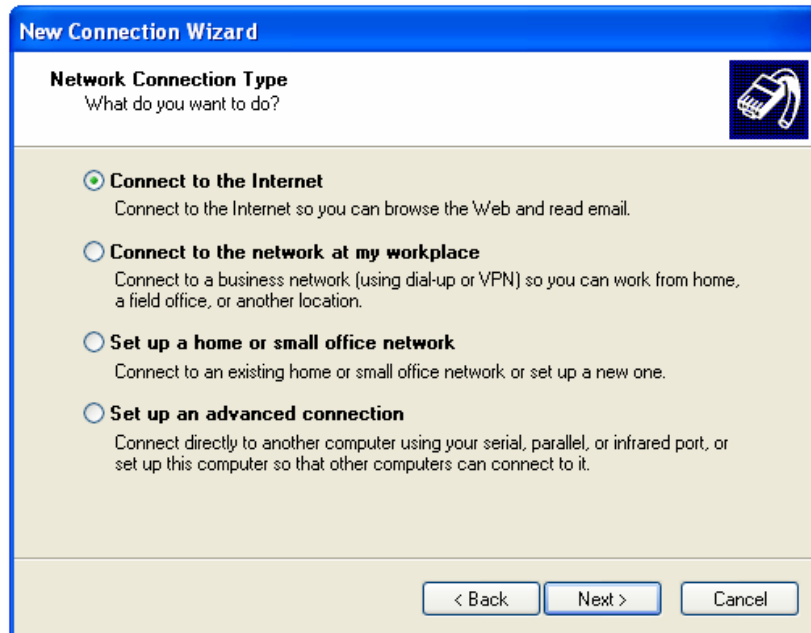 New Connection Wizard
Network Connection Type
What do you want to do?
Connect to the Internet
Connect to the Internet so you can browse the Web and read email.
Connect to the network at my workplace
Connect to a business network (using dial-up or VPN) so you can work from home,
a field office, or another location.
Set up a home or small office network
Connect to an existing home or small office network or set up a new one.
Set up an advanced connection
Connect directly to another computer using your serial, parallel, or infrared port, or
set up this computer so that other computers can connect to it.
< Back Next > Cancel